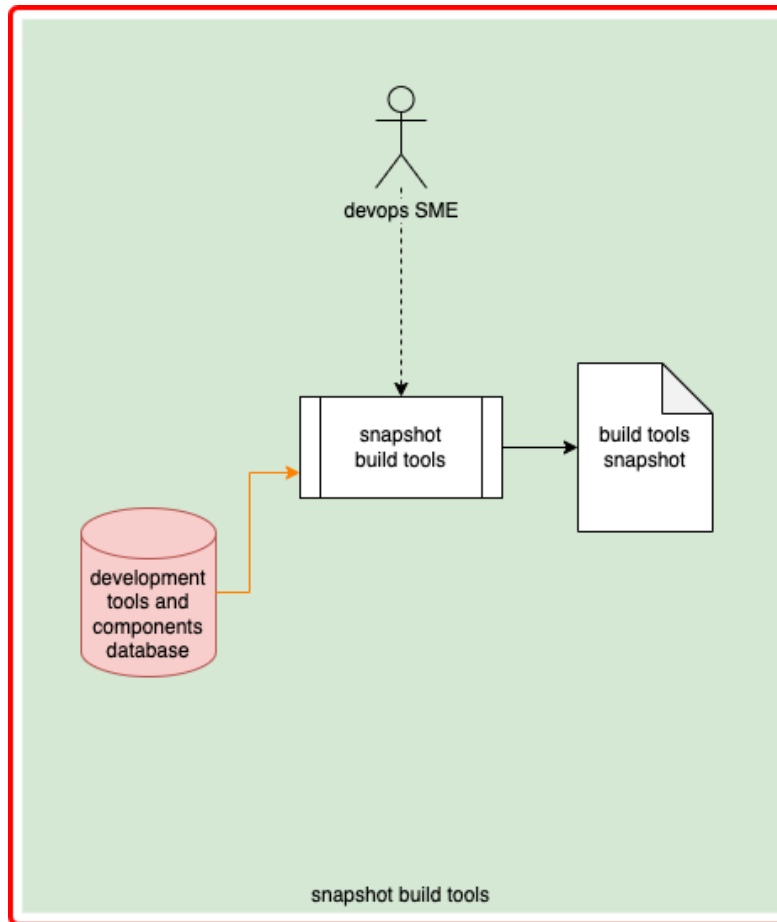 devops SME
snapshot
build tools
build tools
snapshot
development
tools and
components
database
snapshot build tools